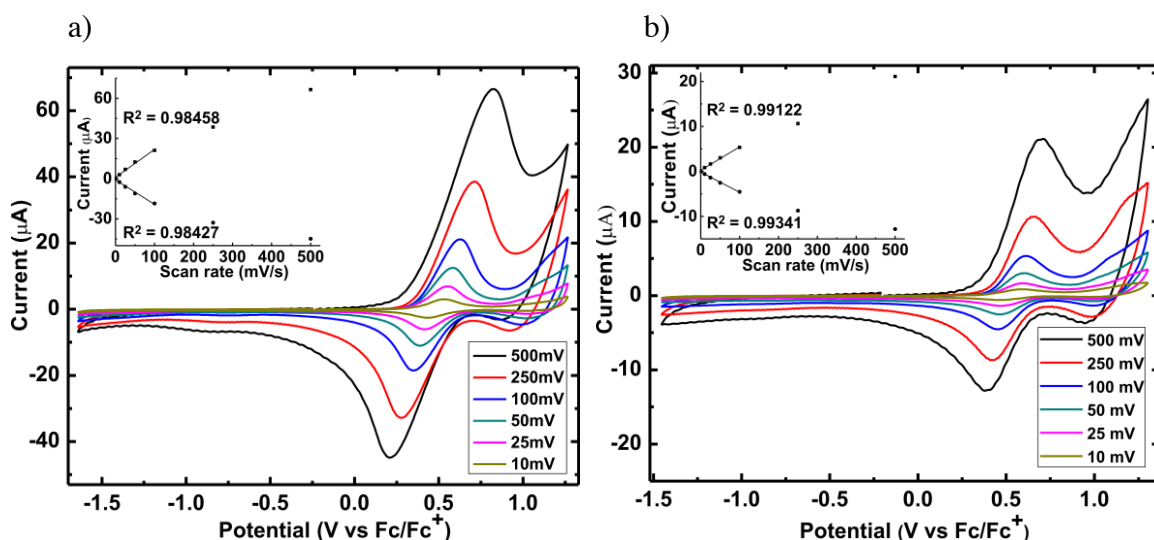 a)
b)
60
40
20
0
-20
-40
-1.5
-1.0
-0.5
0.0
0.5
1.0
Current (μA)
Potential (V vs Fc/Fc+)
60
30
0
-30
0 100 200 300 400 500
Current (μA)
Scan rate (mV/s)
R2 = 0.98458
R2 = 0.98427
500mV
250mV
100mV
50mV
25mV
10mV
30
20
10
0
-10
-20
-1.5
-1.0
-0.5
0.0
0.5
1.0
Current (μA)
Potential (V vs Fc/Fc+)
20
10
0
-10
0 100 200 300 400 500
Current (μA)
Scan rate (mV/s)
R2 = 0.99122
R2 = 0.99341
500 mV
250 mV
100 mV
50 mV
25 mV
10 mV